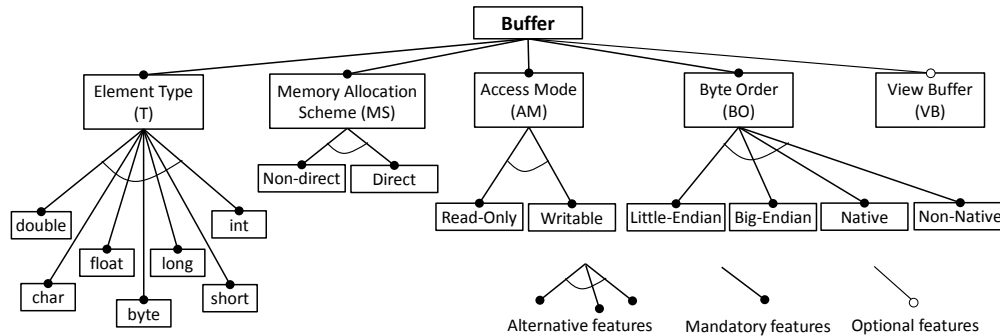 Buffer
Element Type
(T)
Memory Allocation
Scheme (MS)
Access Mode
(AM)
Byte Order
(BO)
View Buffer
(VB)
Non-direct
Direct
double
int
Read-Only
Writable
Little-Endian
Big-Endian
Native
Non-Native
float
long
char
short
byte
Alternative features
Mandatory features
Optional features